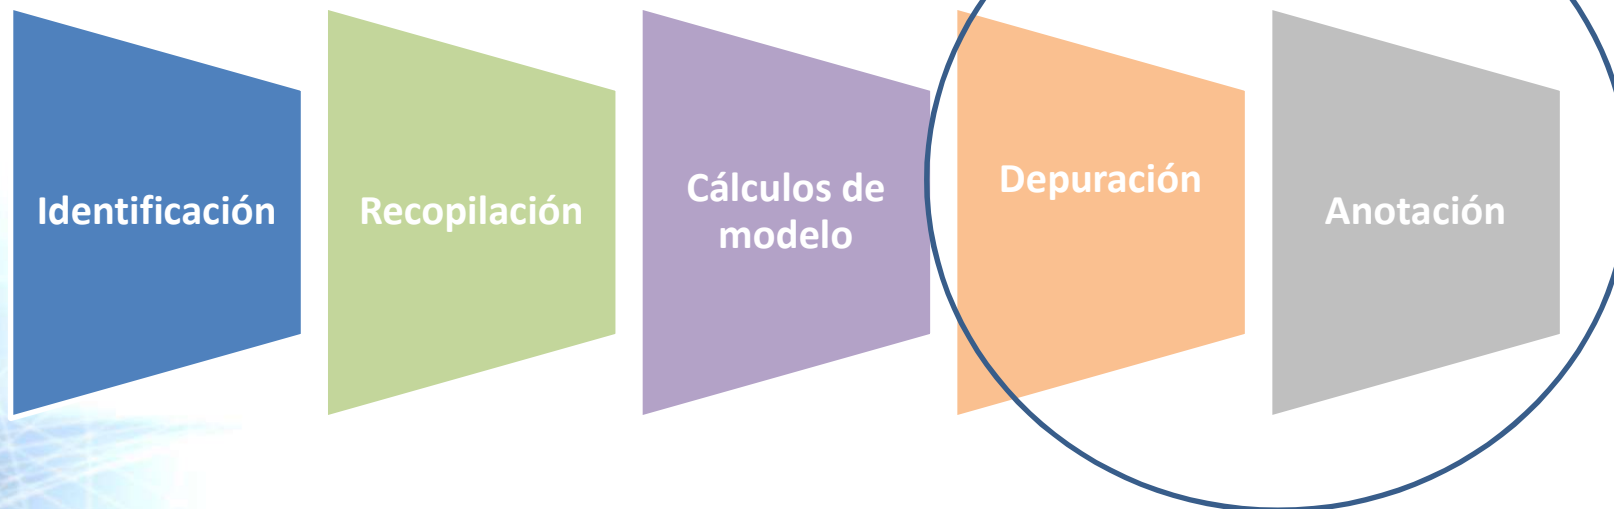 Identificación
Recopilación
Cálculos de
modelo
Depuración
Anotación